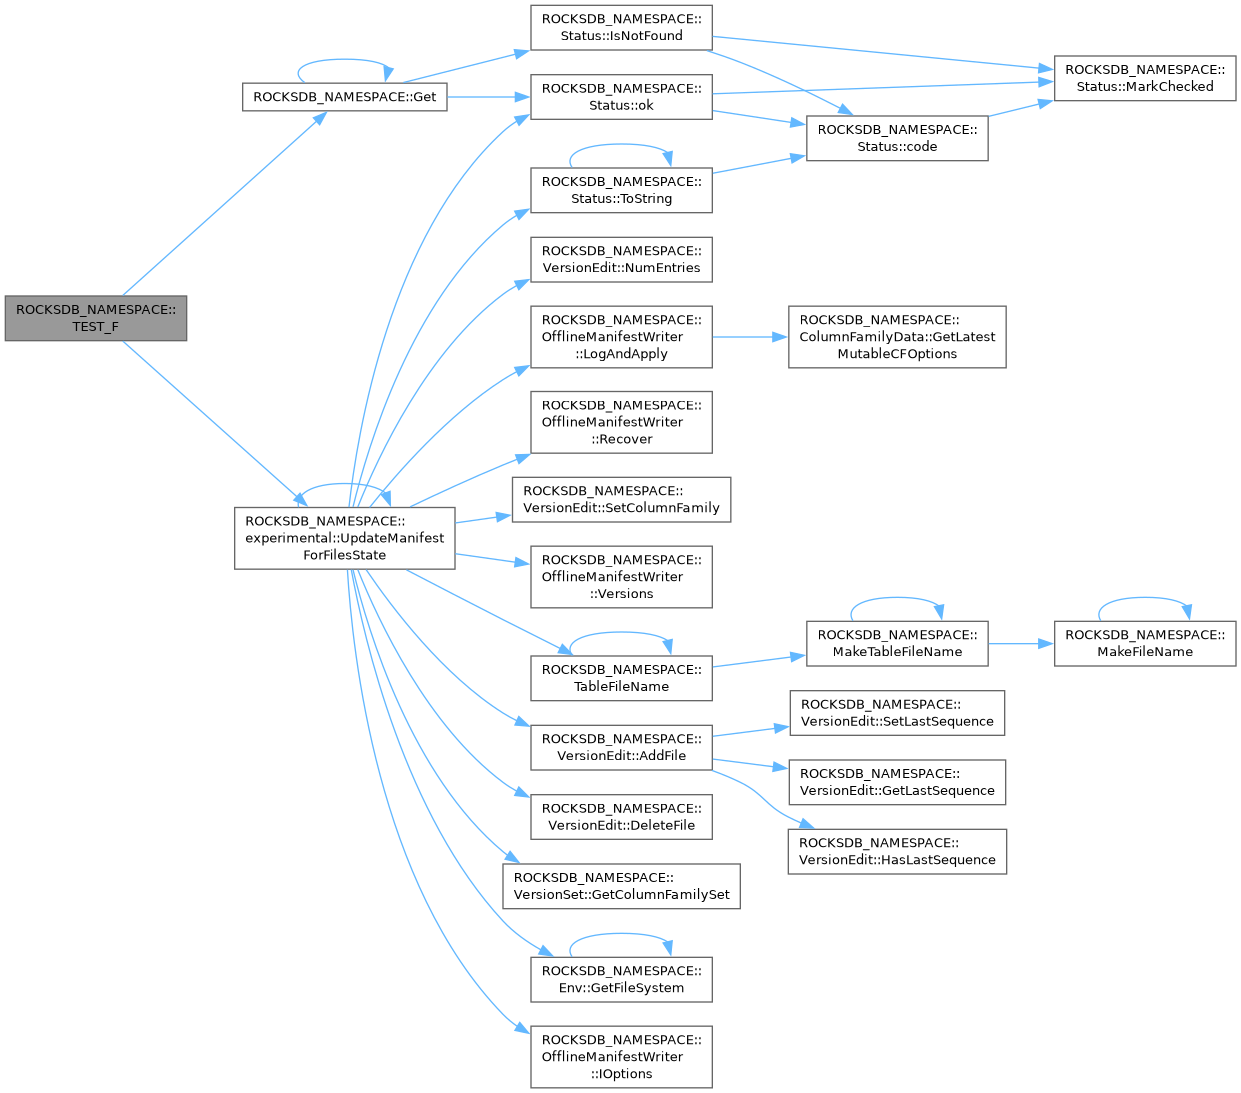 ROCKSDB_NAMESPACE::
TEST_F
ROCKSDB_NAMESPACE::Get
ROCKSDB_NAMESPACE::
experimental::UpdateManifest
ForFilesState
ROCKSDB_NAMESPACE::
Status::IsNotFound
ROCKSDB_NAMESPACE::
Status::ok
ROCKSDB_NAMESPACE::
Status::ToString
ROCKSDB_NAMESPACE::
VersionEdit::NumEntries
ROCKSDB_NAMESPACE::
OfflineManifestWriter
::LogAndApply
ROCKSDB_NAMESPACE::
OfflineManifestWriter
::Recover
ROCKSDB_NAMESPACE::
VersionEdit::SetColumnFamily
ROCKSDB_NAMESPACE::
OfflineManifestWriter
::Versions
ROCKSDB_NAMESPACE::
TableFileName
ROCKSDB_NAMESPACE::
VersionEdit::AddFile
ROCKSDB_NAMESPACE::
VersionEdit::DeleteFile
ROCKSDB_NAMESPACE::
VersionSet::GetColumnFamilySet
ROCKSDB_NAMESPACE::
Env::GetFileSystem
ROCKSDB_NAMESPACE::
OfflineManifestWriter
::IOptions
ROCKSDB_NAMESPACE::
Status::code
ROCKSDB_NAMESPACE::
ColumnFamilyData::GetLatest
MutableCFOptions
ROCKSDB_NAMESPACE::
MakeTableFileName
ROCKSDB_NAMESPACE::
VersionEdit::SetLastSequence
ROCKSDB_NAMESPACE::
VersionEdit::GetLastSequence
ROCKSDB_NAMESPACE::
VersionEdit::HasLastSequence
ROCKSDB_NAMESPACE::
Status::MarkChecked
ROCKSDB_NAMESPACE::
MakeFileName